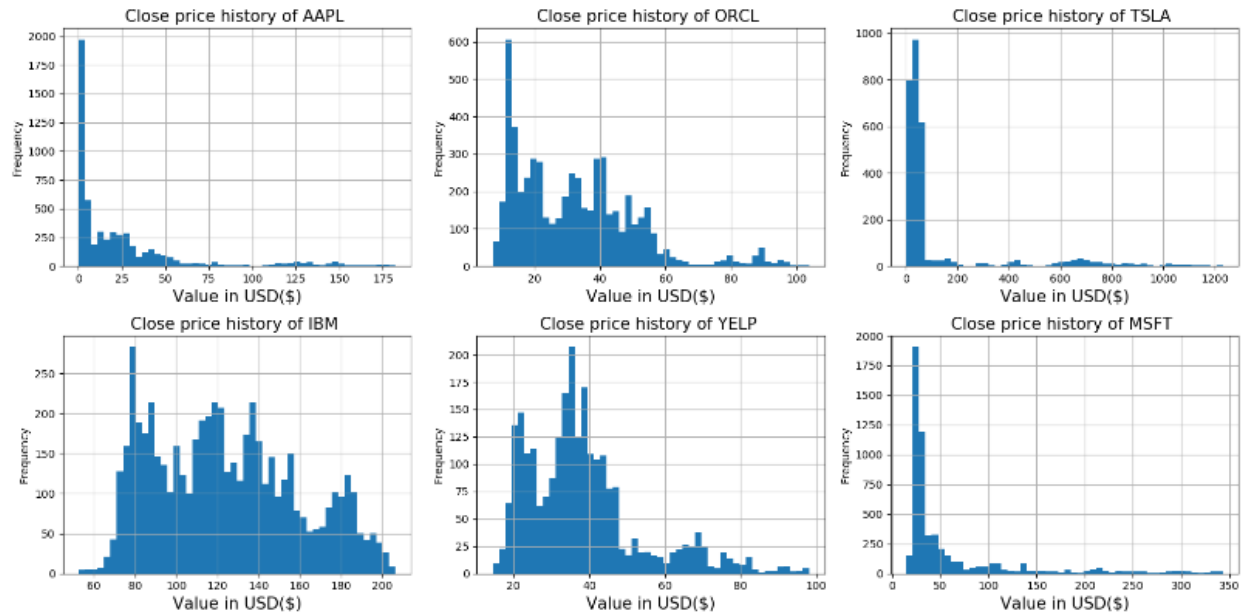 Close price history of AAPL
Frequency
2000
1750
1500
1250
1000
750
500
250
0
0 25 50 75 100 125 150 175
Value in USD($)
Close price history of ORCL
Frequency
600
500
400
300
200
100
0
20 40 60 80 100
Value in USD($)
Close price history of TSLA
Frequency
1000
800
600
400
200
0
0 200 400 600 800 1000 1200
Value in USD($)
Close price history of IBM
Frequency
250
200
150
100
50
0
60 80 100 120 140 160 180 200
Value in USD($)
Close price history of YELP
Frequency
200
175
150
125
100
75
50
25
0
20 40 60 80 100
Value in USD($)
Close price history of MSFT
Frequency
2000
1750
1500
1250
1000
750
500
250
0
0 50 100 150 200 250 300 350
Value in USD($)